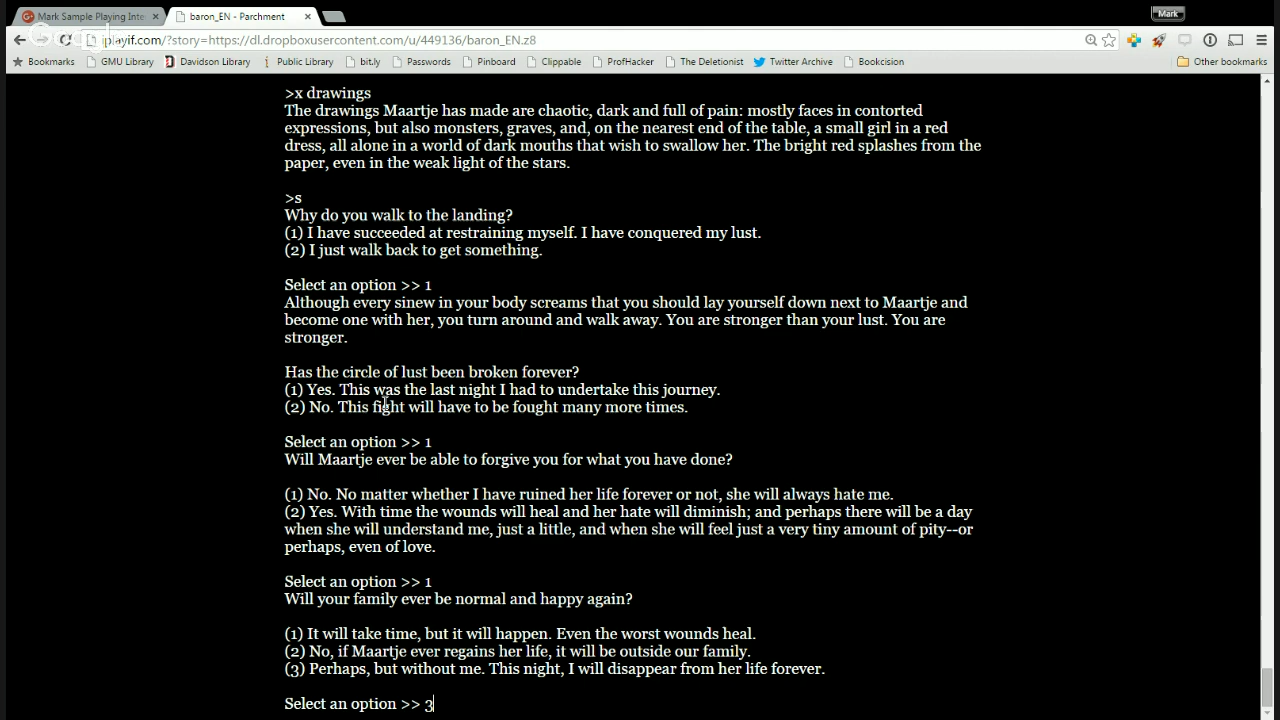 Mark Sample Playing Inte
baron_EN - Parchment
Mark
iplayif.com/?story=https://dl.dropboxusercontent.com/u/449136/baron_EN.z8
Bookmarks
GMU Library
Davidson Library
Public Library
bit.ly
Passwords
Pinboard
Clippable
ProfHacker
The Deletionist
Twitter Archive
Bookcision
Other bookmarks
>x drawings
The drawings Maartje has made are chaotic, dark and full of pain: mostly faces in contorted
expressions, but also monsters, graves, and, on the nearest end of the table, a small girl in a red
dress, all alone in a world of dark mouths that wish to swallow her. The bright red splashes from the
paper, even in the weak light of the stars.
>s
Why do you walk to the landing?
(1) I have succeeded at restraining myself. I have conquered my lust.
(2) I just walk back to get something.
Select an option >> 1
Although every sinew in your body screams that you should lay yourself down next to Maartje and
become one with her, you turn around and walk away. You are stronger than your lust. You are
stronger.
Has the circle of lust been broken forever?
(1) Yes. This was the last night I had to undertake this journey.
(2) No. This fight will have to be fought many more times.
Select an option >> 1
Will Maartje ever be able to forgive you for what you have done?
(1) No. No matter whether I have ruined her life forever or not, she will always hate me.
(2) Yes. With time the wounds will heal and her hate will diminish; and perhaps there will be a day
when she will understand me, just a little, and when she will feel just a very tiny amount of pity--or
perhaps, even of love.
Select an option >> 1
Will your family ever be normal and happy again?
(1) It will take time, but it will happen. Even the worst wounds heal.
(2) No, if Maartje ever regains her life, it will be outside our family.
(3) Perhaps, but without me. This night, I will disappear from her life forever.
Select an option >> 3